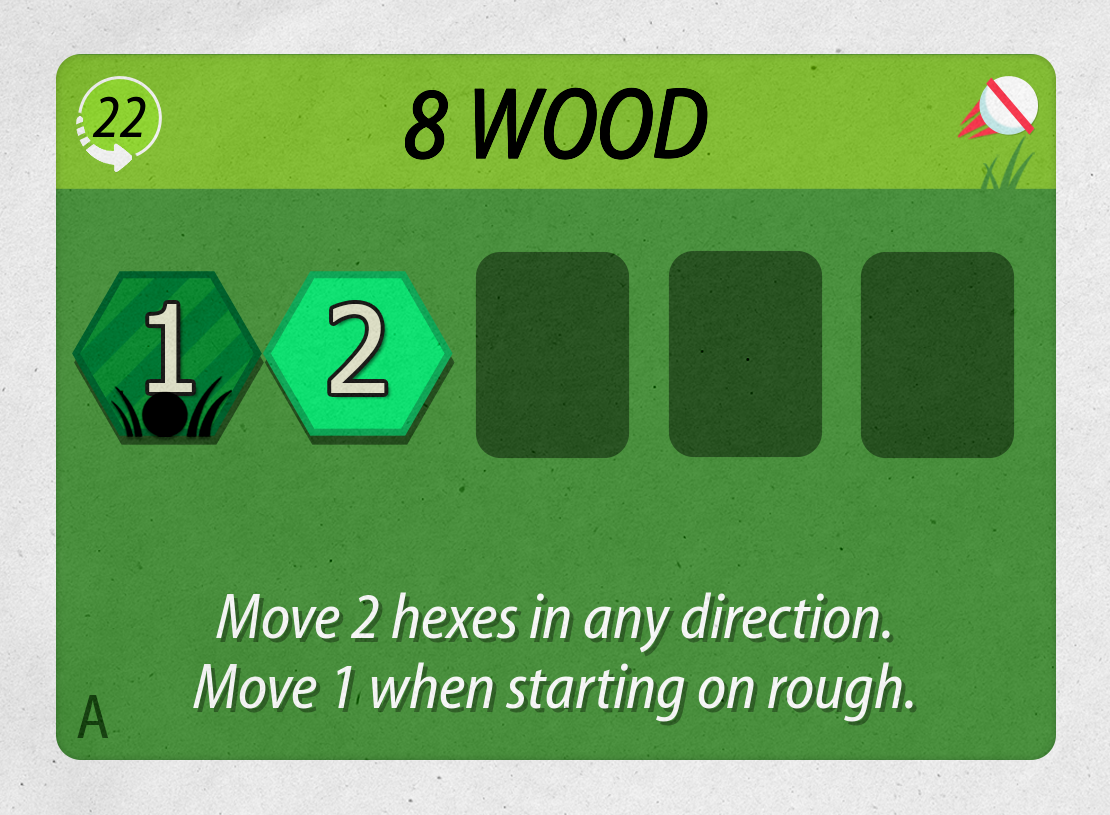 22
8 WOOD
1 2
Move 2 hexes in any direction.
Move 1 when starting on rough.
A